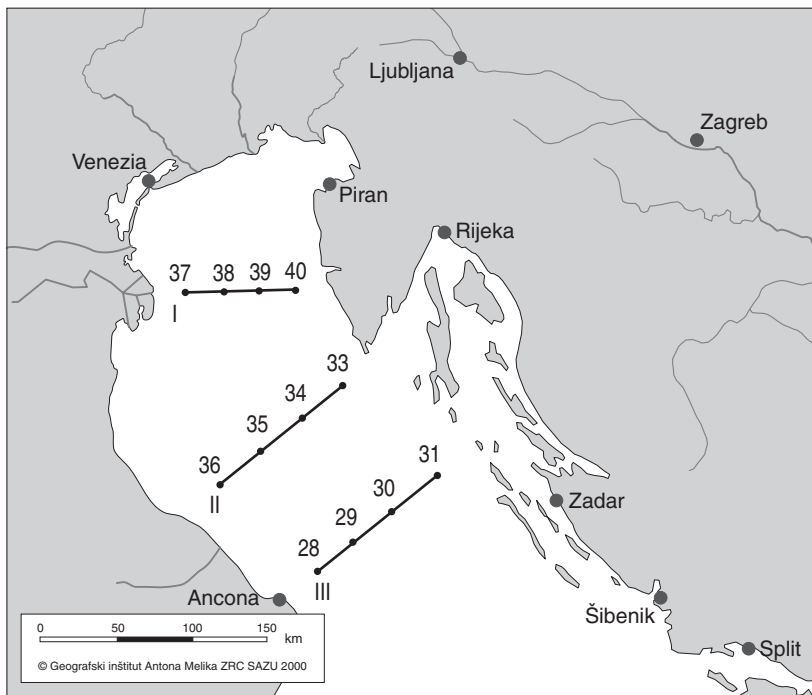 Ljubljana
Zagreb
Venezia
Piran
Rijeka
37 38 39 40
I
33
34
35
36
II
31
30
29
28
III
Zadar
Ancona
Šibenik
Split
0 50 100 150
km
© Geografski inštitut Antona Melika ZRC SAZU 2000